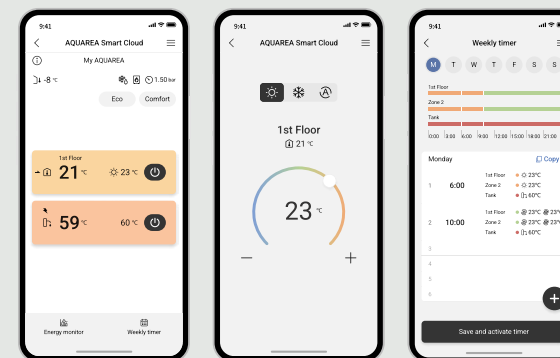 9:41
AQUAREA Smart Cloud
My AQUAREA
-8 °C
1.50 bar
Eco
Comfort
1st Floor
21 °C
23 °C
59 °C
60 °C
Energy monitor
Weekly timer
9:41
AQUAREA Smart Cloud
A
1st Floor
21 °C
23 °C
9:41
Weekly timer
M T W T F S S
1st Floor
Zone 2
Tank
0:00 3:00 6:00 9:00 12:00 15:00 18:00 21:00
Monday
Copy
1
6:00
1st Floor 23°C
Zone 2 23°C
Tank 60°C
2
10:00
1st Floor 23°C 23°C
Zone 2 23°C 23°C
Tank 60°C
3
4
5
6
Save and activate timer